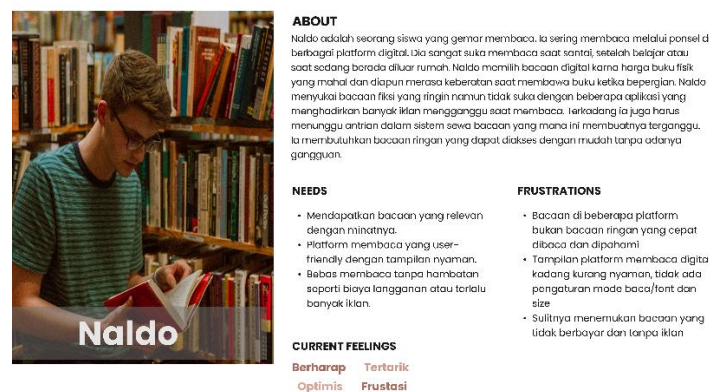 ABOUT
Naldo adalah seorang siswa yang gemar membaca. Ia sering membaca melalui ponsel d
berbagai platform digital. Dia sangat suka membaca saat santai, setelah belajar atau
saat sedang berada diluar rumah. Naldo memilih bacaan digital karna harga buku fisik
yang mahal dan diapun merasa keberatan saat membawa buku ketika bepergian. Naldo
menyukai bacaan fiksi yang ringin namun tidak suka dengan beberapa aplikasi yang
menghadirkan banyak iklan mengganggu saat membaca. Terkadang ia juga harus
menunggu antrian dalam sistem sewa bacaan yang mana ini membuatnya terganggu.
Ia membutuhkan bacaan ringan yang dapat diakses dengan mudah tanpa adanya
gangguan.
NEEDS
• Mendapatkan bacaan yang relevan
dengan minatnya.
• Platform membaca yang user-
friendly dengan tampilan nyaman.
• Bebas membaca tanpa hambatan
seperti biaya langganan atau terlalu
banyak iklan.
FRUSTRATIONS
• Bacaan di beberapa platform
bukan bacaan ringan yang cepat
dibaca dan dipahami
• Tampilan platform membaca digita
kadang kurang nyaman, tidak ada
pengaturan mode baca/font dan
size
• Sulitnya menemukan bacaan yang
tidak berbayar dan tanpa iklan
Naldo
CURRENT FEELINGS
Berharap Tertarik
Optimis Frustasi